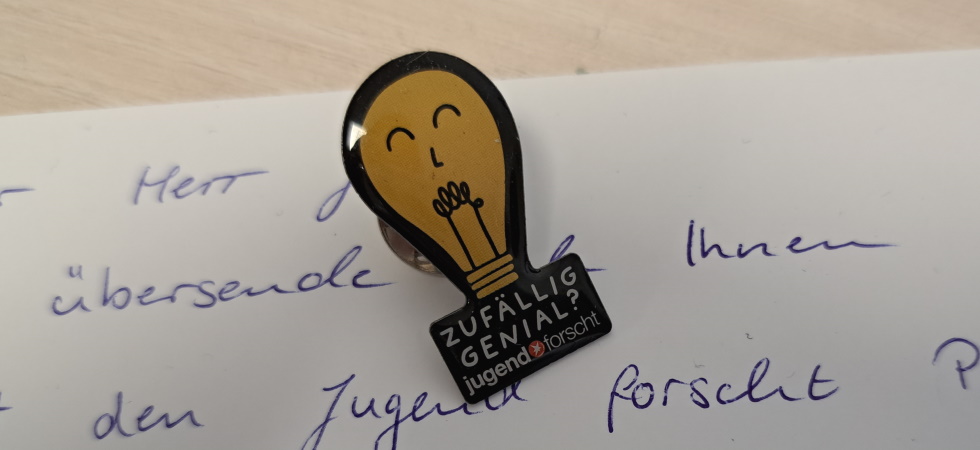 Herr
übersende Ihnen
ZUFÄLLIG
GENIAL?
jugend forscht
den Jugend forscht P